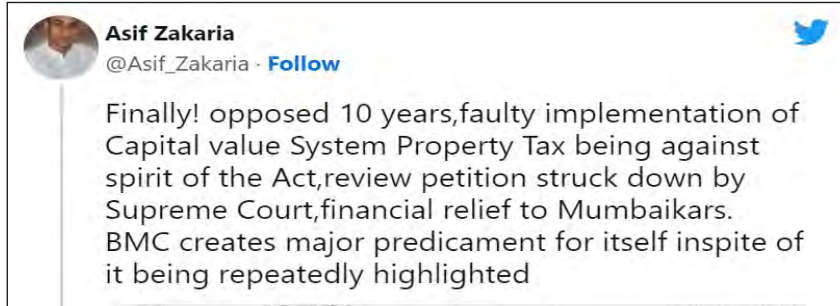 Asif Zakaria
@Asif_Zakaria · Follow
Finally! opposed 10 years,faulty implementation of
Capital value System Property Tax being against
spirit of the Act,review petition struck down by
Supreme Court,financial relief to Mumbaikars.
BMC creates major predicament for itself inspite of
it being repeatedly highlighted